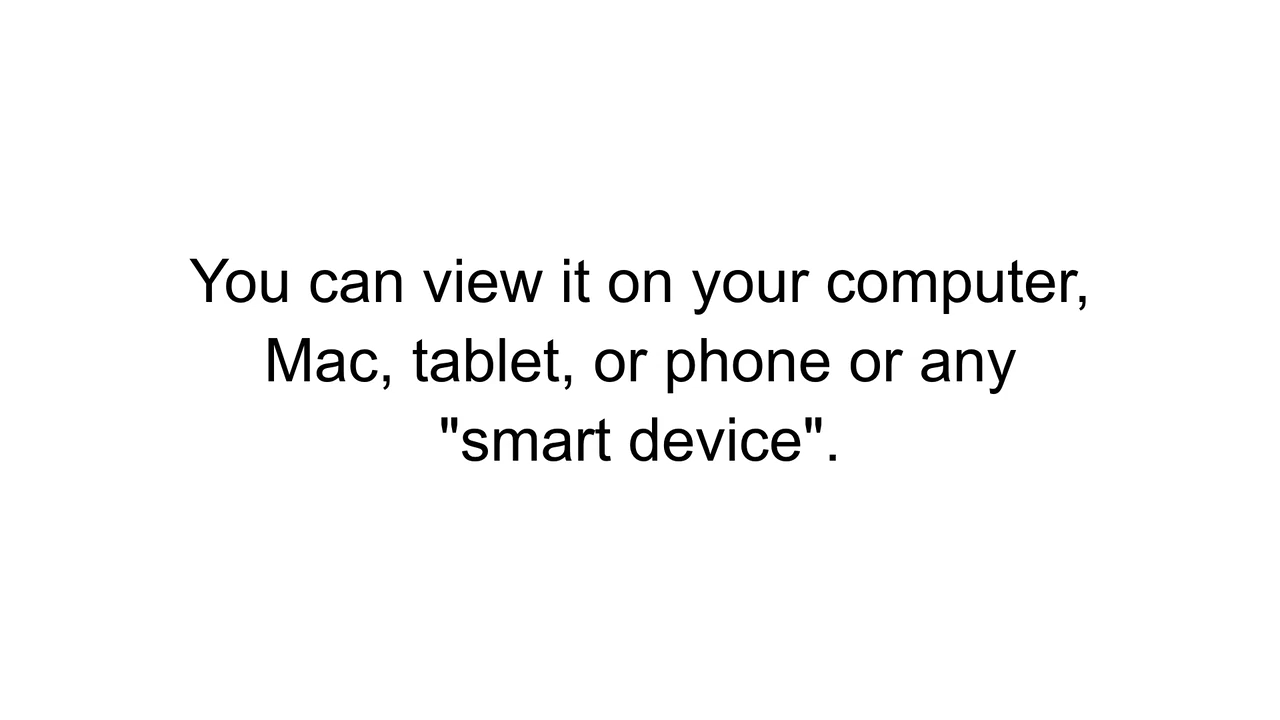 You can view it on your computer,
Mac, tablet, or phone or any
"smart device".